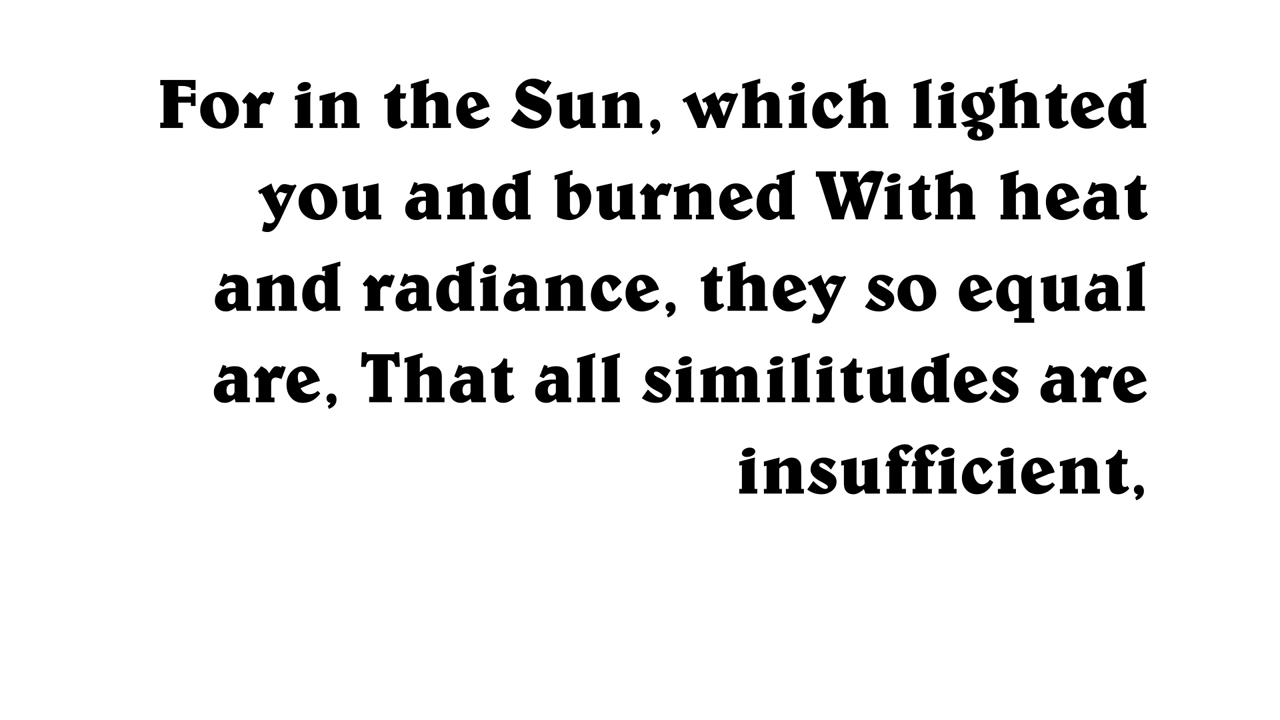 For in the Sun, which lighted
you and burned With heat
and radiance, they so equal
are, That all similitudes are
insufficient,